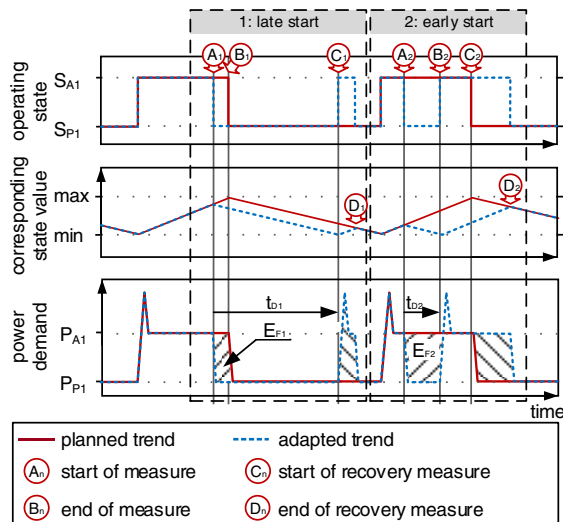 1: late start
2: early start
A1
B1
C1
A2
B2
C2
operating
state
SA1
SP1
corresponding
state value
max
min
D1
D2
power
demand
PA1
PP1
tD1
tD2
EF1
EF2
time
planned trend
adapted trend
An start of measure
Cn start of recovery measure
Bn end of measure
Dn end of recovery measure